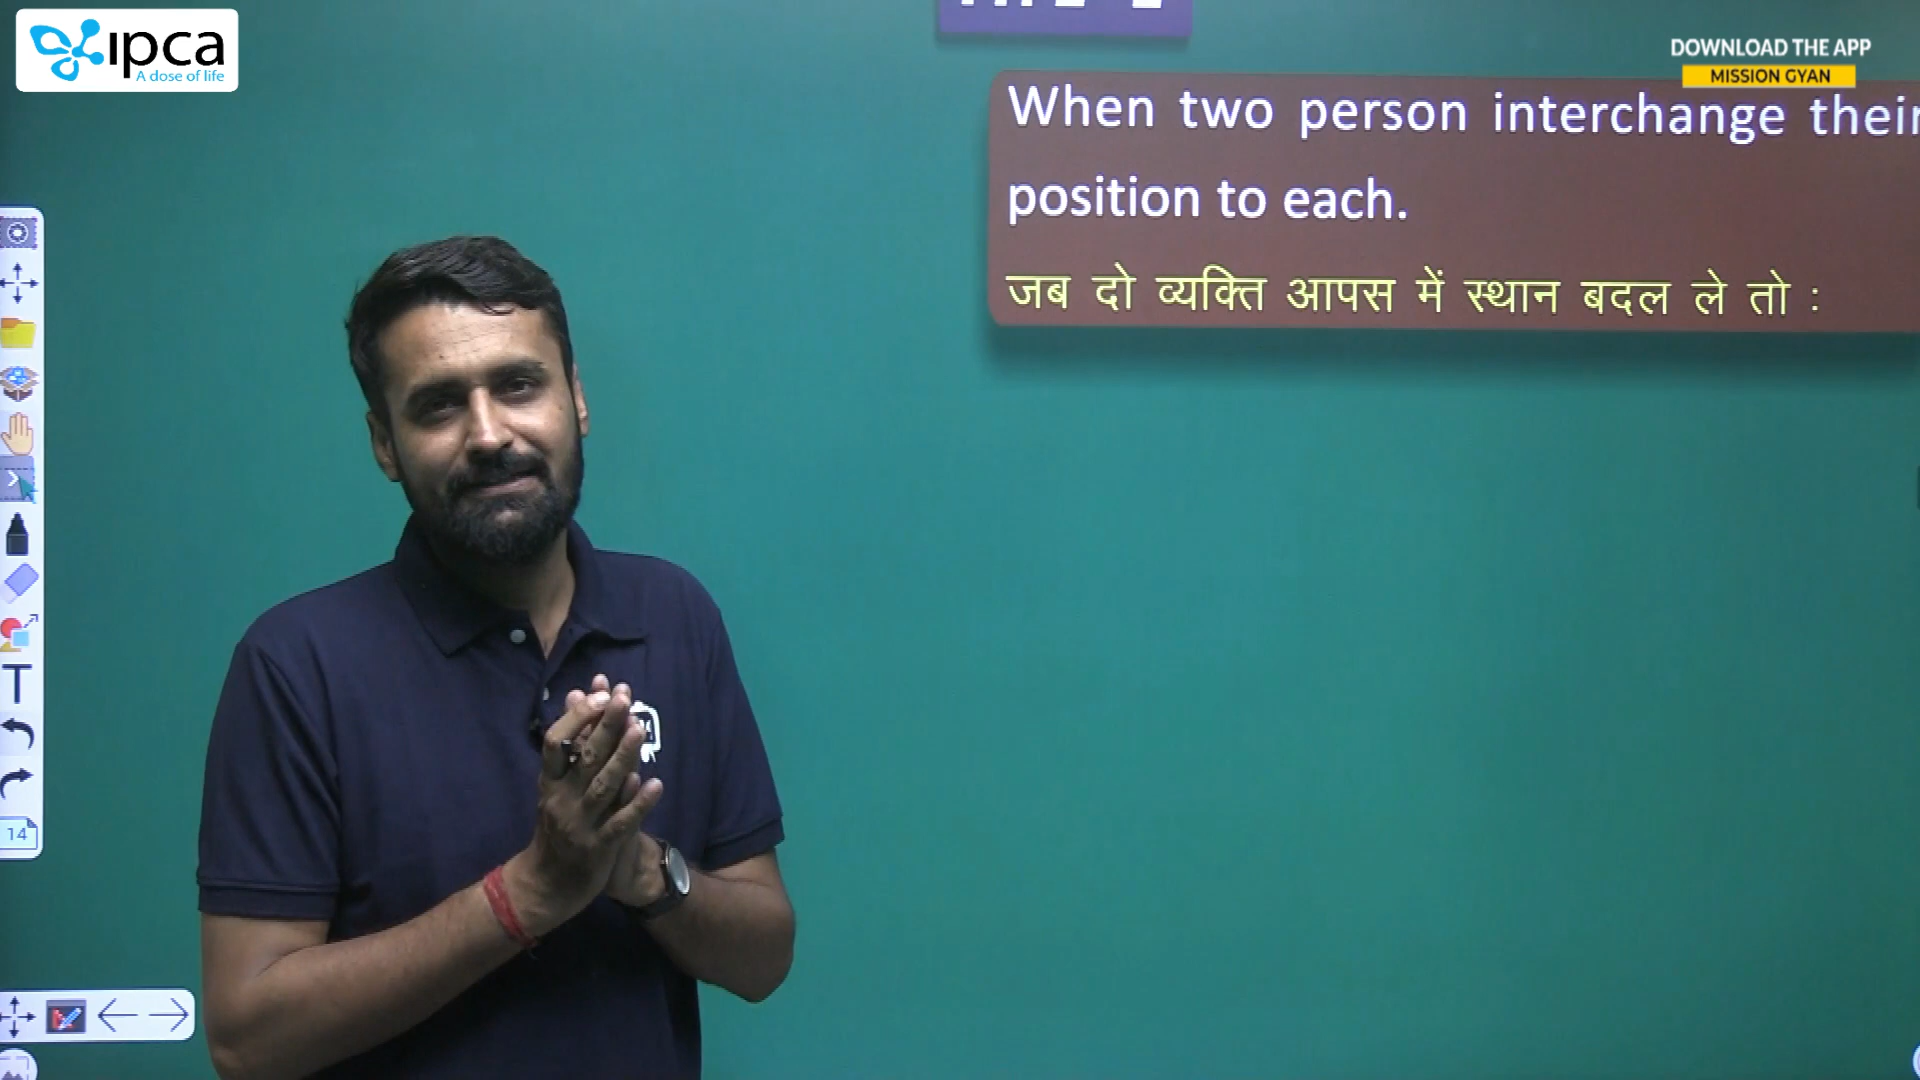 ipca
A dose of life
DOWNLOAD THE APP
MISSION GYAN
When two person interchange their
position to each.
जब दो व्यक्ति आपस में स्थान बदल ले तो :
T
14